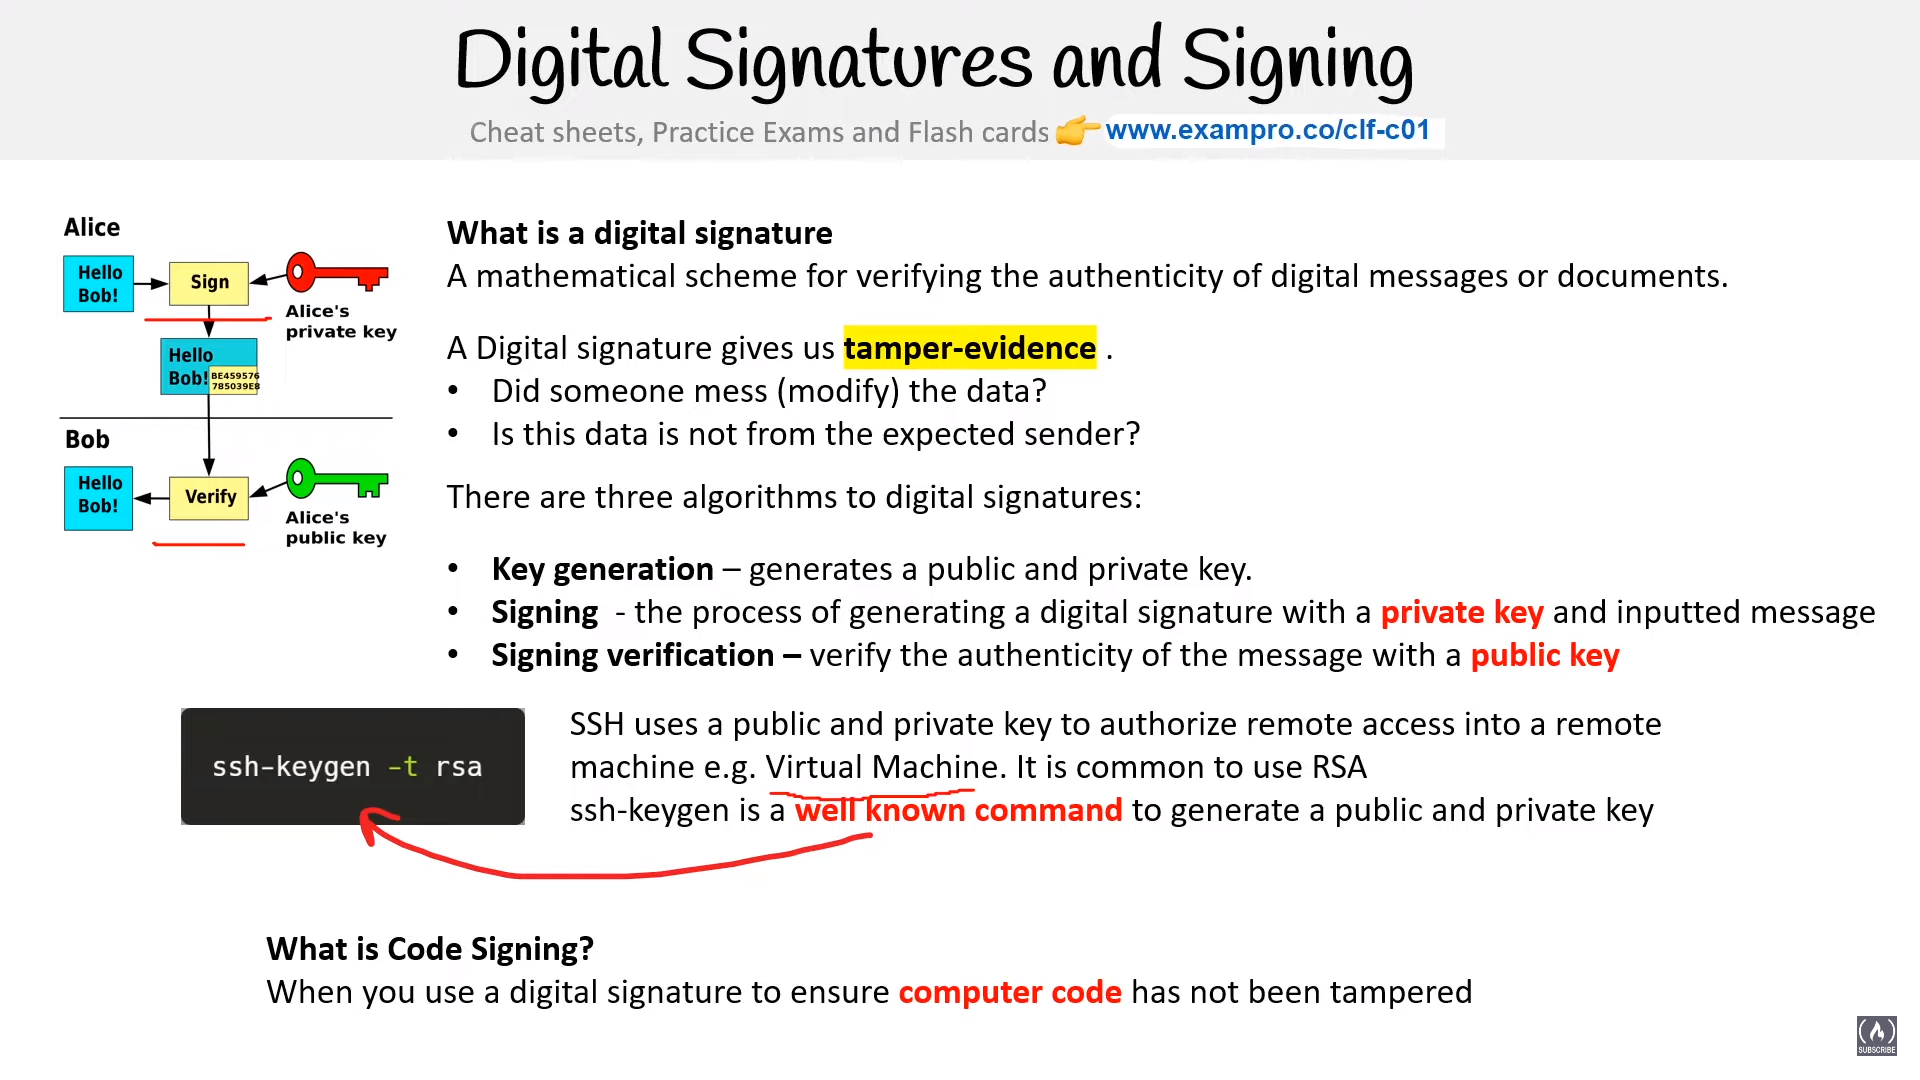 Digital Signatures and Signing
Cheat sheets, Practice Exams and Flash cards 👉 www.exampro.co/clf-c01
Alice
Hello
Bob!
Sign
Alice's
private key
Hello
Bob!
BE459576
785039E8
Bob
Hello
Bob!
Verify
Alice's
public key
What is a digital signature
A mathematical scheme for verifying the authenticity of digital messages or documents.
A Digital signature gives us tamper-evidence .
• Did someone mess (modify) the data?
• Is this data is not from the expected sender?
There are three algorithms to digital signatures:
• Key generation – generates a public and private key.
• Signing - the process of generating a digital signature with a private key and inputted message
• Signing verification – verify the authenticity of the message with a public key
ssh-keygen -t rsa
SSH uses a public and private key to authorize remote access into a remote
machine e.g. Virtual Machine. It is common to use RSA
ssh-keygen is a well known command to generate a public and private key
What is Code Signing?
When you use a digital signature to ensure computer code has not been tampered
SUBSCRIBE